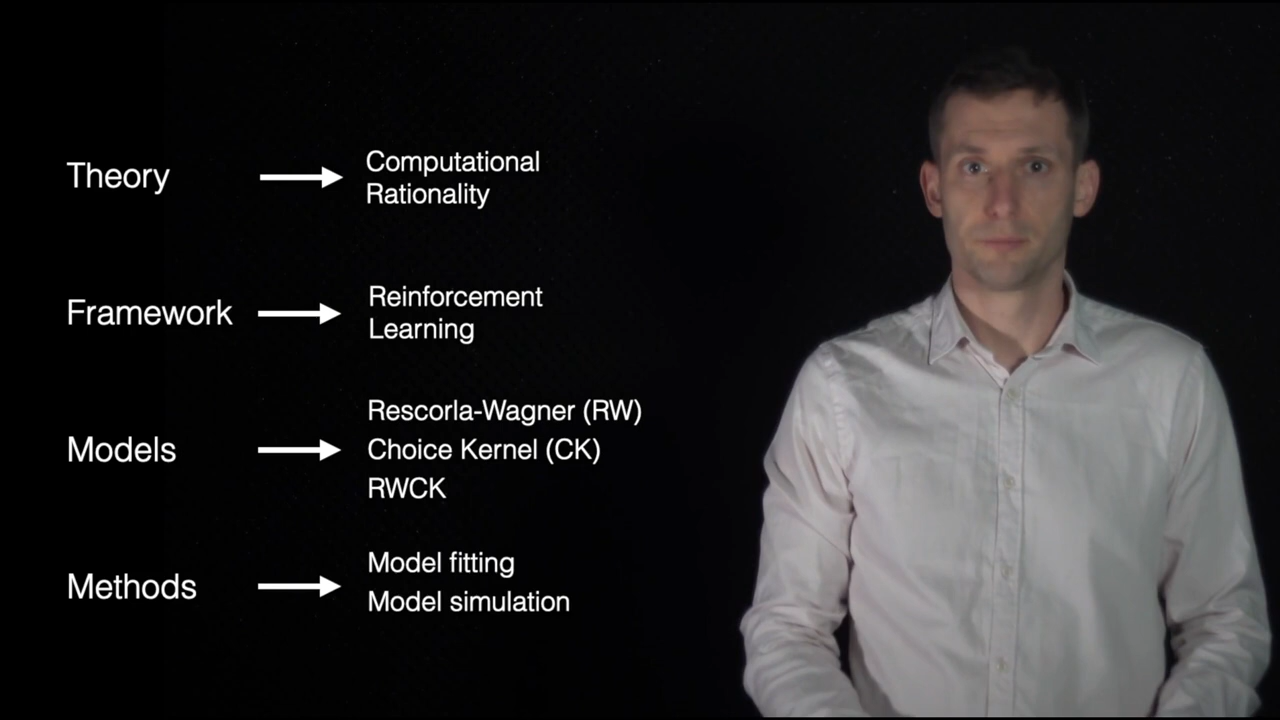 Theory
Computational
Rationality
Framework
Reinforcement
Learning
Models
Rescorla-Wagner (RW)
Choice Kernel (CK)
RWCK
Methods
Model fitting
Model simulation